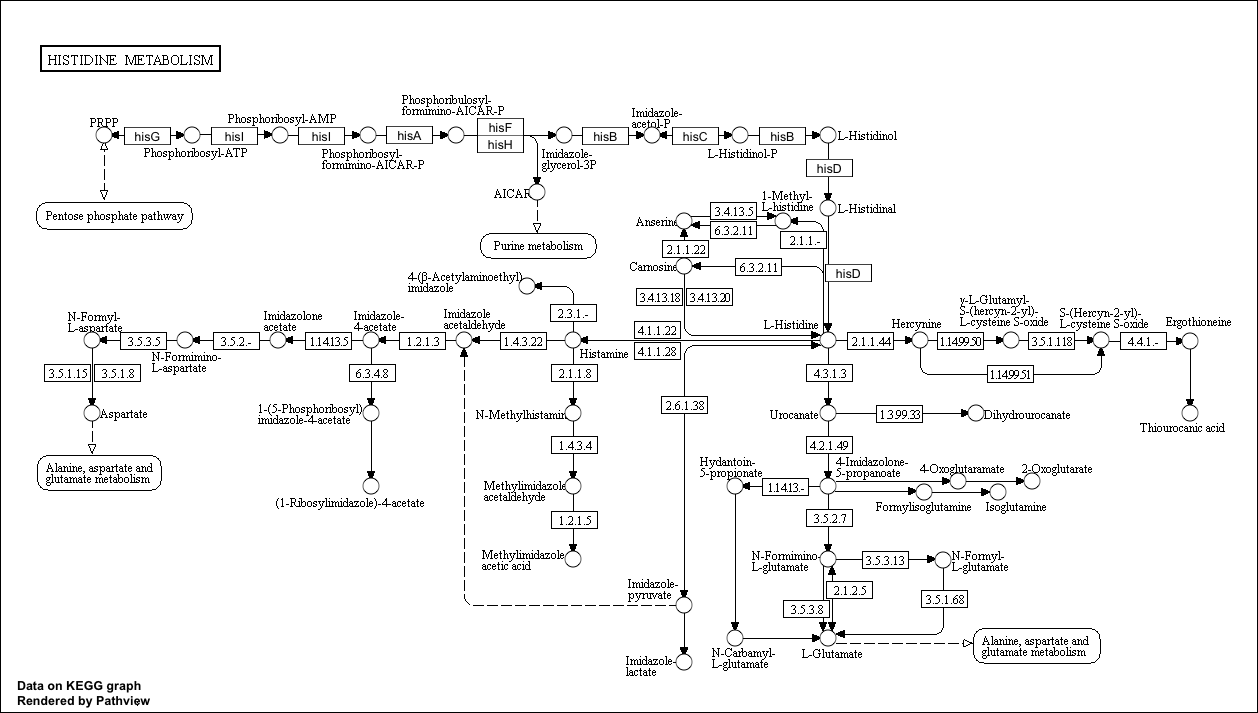 HISTIDINE METABOLISM
PRPP
hisG
Phosphoribosyl-ATP
hisI
Phosphoribosyl-AMP
hisI
Phosphoribosyl-
formimino-AICAR-P
hisA
Phosphoribulosyl-
formimino-AICAR-P
hisF
hisH
Imidazole-
glycerol-3P
hisB
Imidazole-
acetol-P
hisC
L-Histidinol-P
hisB
L-Histidinol
hisD
L-Histidinal
hisD
AICAR
Purine metabolism
Pentose phosphate pathway
1-Methyl-
L-histidine
Anserine
3.4.13.5
6.3.2.11
2.1.1.-
2.1.1.22
Carnosine
6.3.2.11
3.4.13.18
3.4.13.20
4-(β-Acetylaminoethyl)
imidazole
2.3.1.-
N-Formyl-
L-aspartate
3.5.3.5
N-Formimino-
L-aspartate
3.5.2.-
Imidazolone
acetate
1.14.13.5
Imidazole-
4-acetate
1.2.1.3
Imidazole
acetaldehyde
1.4.3.22
Histamine
4.1.1.22
4.1.1.28
L-Histidine
2.1.1.44
Hercynine
1.14.99.50
γ-L-Glutamyl-
S-(hercyn-2-yl)-
L-cysteine S-oxide
3.5.1.118
S-(Hercyn-2-yl)-
L-cysteine S-oxide
4.4.1.-
Ergothioneine
1.14.99.51
Thiourocanic acid
3.5.1.15
3.5.1.8
Aspartate
Alanine, aspartate and
glutamate metabolism
6.3.4.8
1-(5-Phosphoribosyl)
imidazole-4-acetate
(1-Ribosylimidazole)-4-acetate
2.1.1.8
N-Methylhistamin
1.4.3.4
Methylimidazole
acetaldehyde
1.2.1.5
Methylimidazole
acetic acid
2.6.1.38
Imidazole-
pyruvate
Imidazole-
lactate
4.3.1.3
Urocanate
1.3.99.33
Dihydrourocanate
4.2.1.49
Hydantoin-
5-propionate
1.14.13.-
4-Imidazolone-
5-propanoate
4-Oxoglutaramate
2-Oxoglutarate
Formylisoglutamine
Isoglutamine
3.5.2.7
N-Formimino-
L-glutamate
3.5.3.13
N-Formyl-
L-glutamate
2.1.2.5
3.5.3.8
3.5.1.68
N-Carbamyl-
L-glutamate
L-Glutamate
Alanine, aspartate and
glutamate metabolism
Data on KEGG graph
Rendered by Pathview